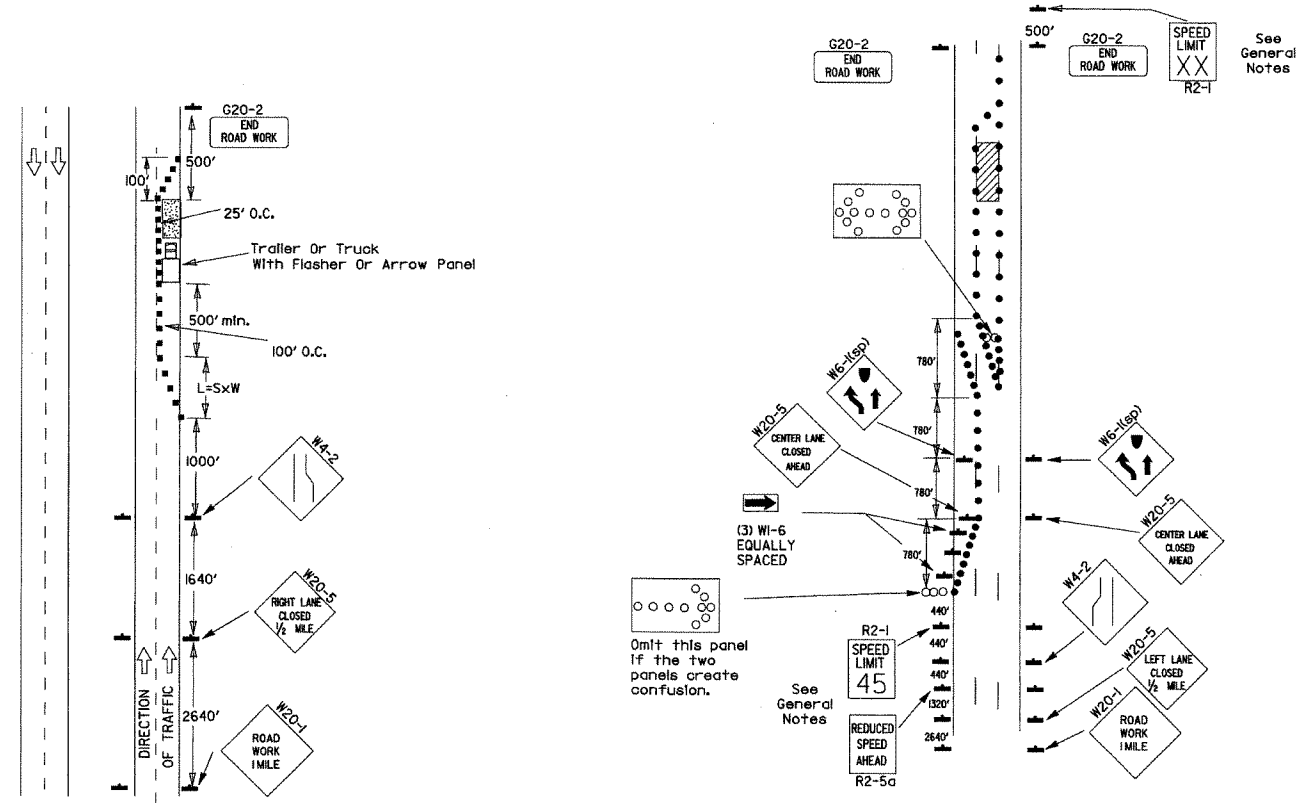 G20-2
END
ROAD WORK
500'
100'
25' O.C.
Trailer Or Truck
With Flasher Or Arrow Panel
500' min.
100' O.C.
L=SxW
1000'
W4-2
1640'
W20-5
RIGHT LANE
CLOSED
1/2 MILE
DIRECTION
OF TRAFFIC
2640'
W20-1
ROAD
WORK
1 MILE
G20-2
END
ROAD WORK
500'
G20-2
END
ROAD WORK
SPEED
LIMIT
XX
R2-1
See
General
Notes
780'
W6-1(sp)
780'
W20-5
CENTER LANE
CLOSED
AHEAD
780'
W6-1(sp)
(3) W1-6
EQUALLY
SPACED
780'
W20-5
CENTER LANE
CLOSED
AHEAD
Omit this panel
if the two
panels create
confusion.
440'
R2-1
SPEED
LIMIT
45
440'
440'
1320'
2640'
See
General
Notes
REDUCED
SPEED
AHEAD
R2-5a
W4-2
W20-5
LEFT LANE
CLOSED
1/2 MILE
W20-1
ROAD
WORK
1 MILE